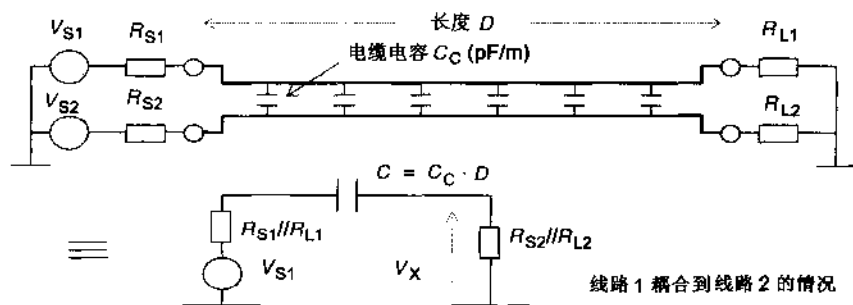 长度 D
V_S1 R_S1 R_L1
电缆电容 C_C (pF/m)
V_S2 R_S2 R_L2
C = C_C · D
R_S1//R_L1
V_S1
V_X
R_S2//R_L2
线路 1 耦合到线路 2 的情况